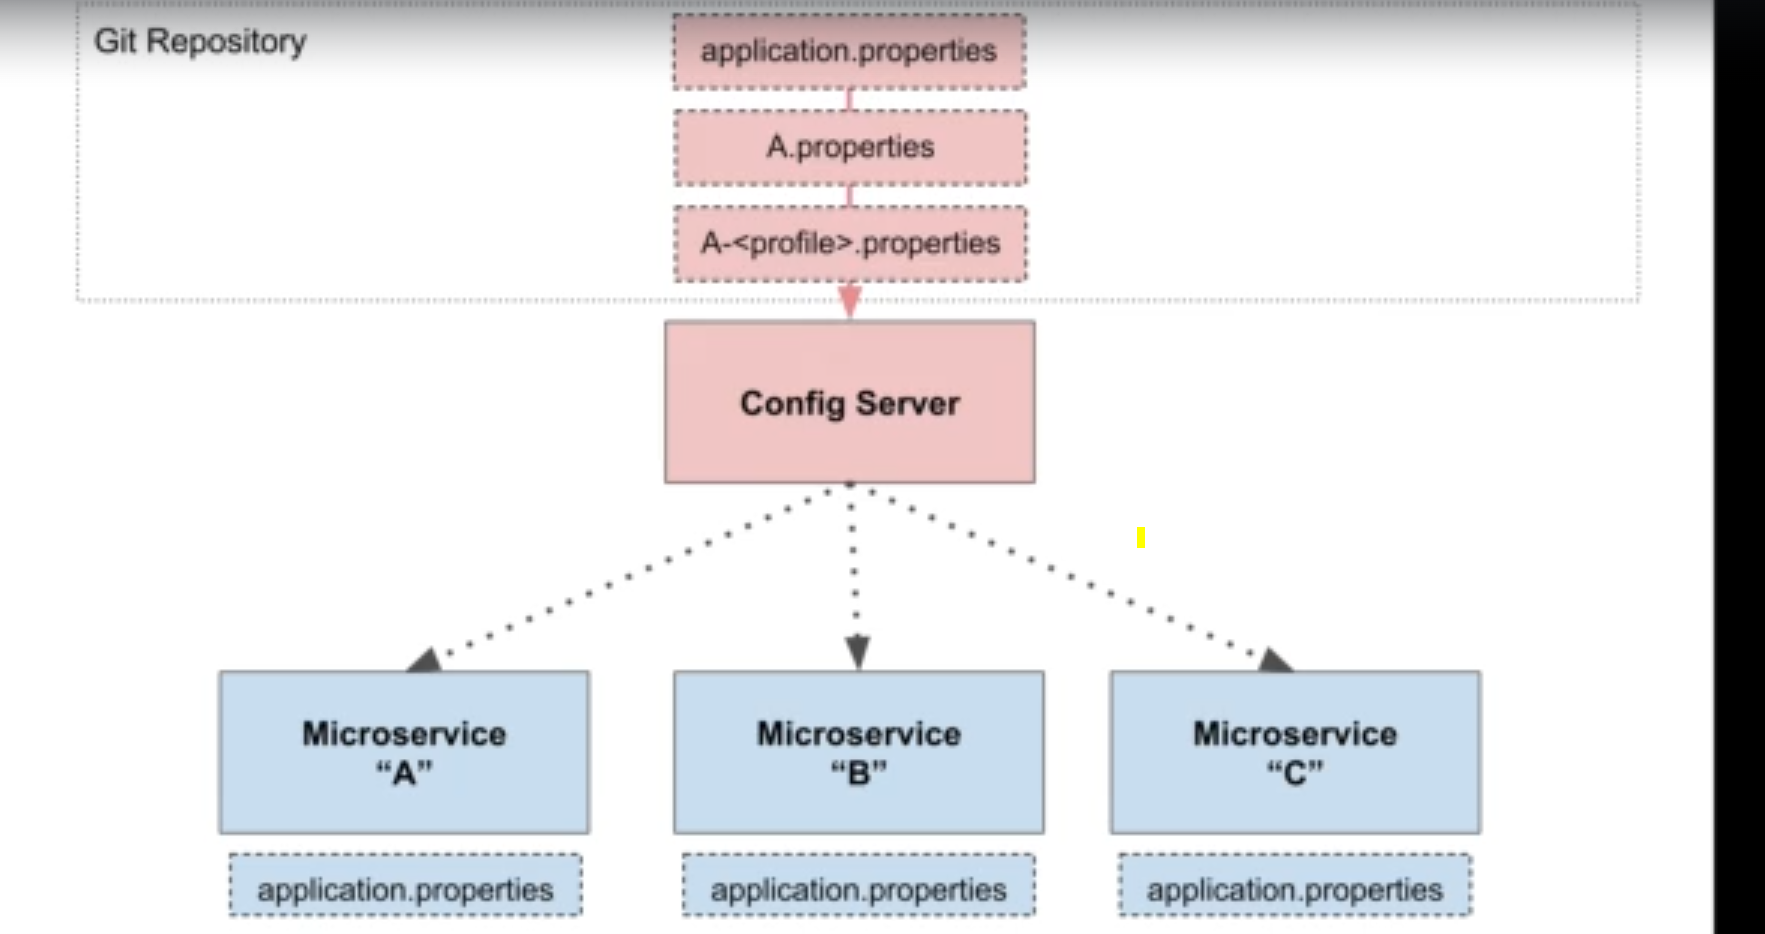 Git Repository
application.properties
A.properties
A-<profile>.properties
Config Server
Microservice
“A”
Microservice
“B”
Microservice
“C”
application.properties
application.properties
application.properties